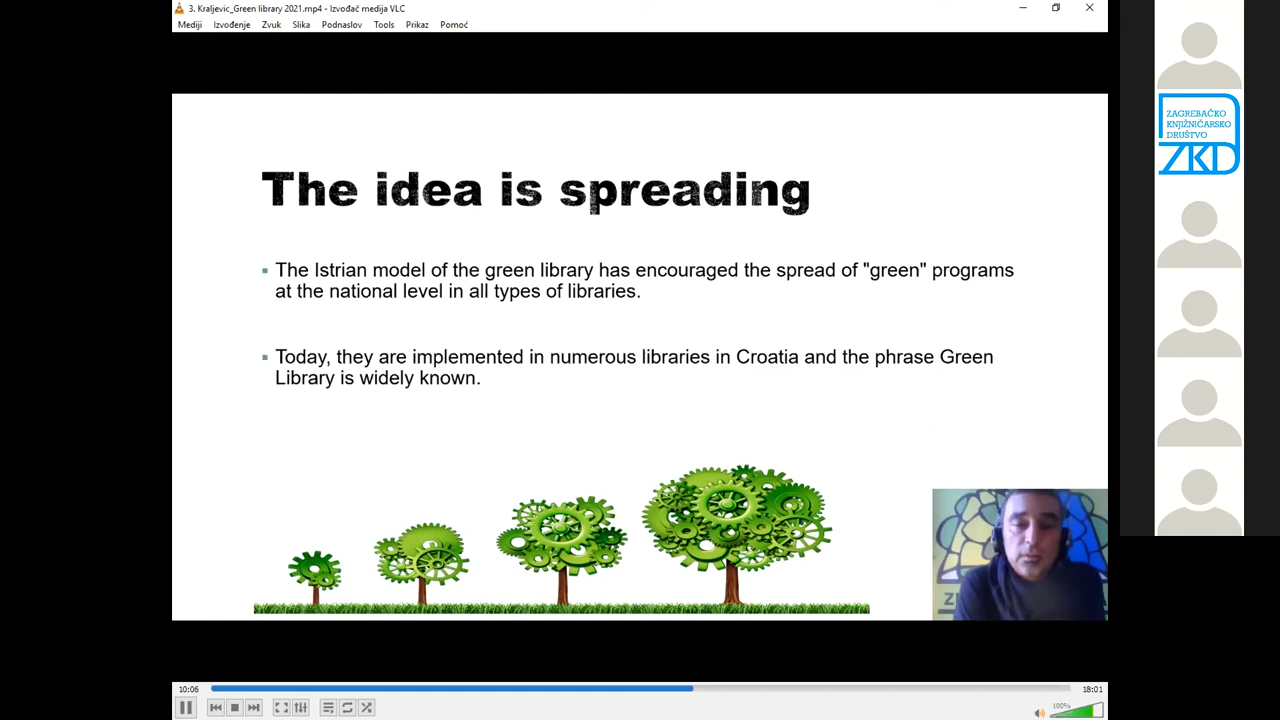 3. Kraljevic_Green library 2021.mp4 - Izvođač medija VLC
Mediji Izvođenje Zvuk Slika Podnaslov Tools Prikaz Pomoć
ZAGREBAČKO
KNJIŽNIČARSKO
DRUŠTVO
ZKD
The idea is spreading
The Istrian model of the green library has encouraged the spread of "green" programs
at the national level in all types of libraries.
Today, they are implemented in numerous libraries in Croatia and the phrase Green
Library is widely known.
10:06
18:01
100%